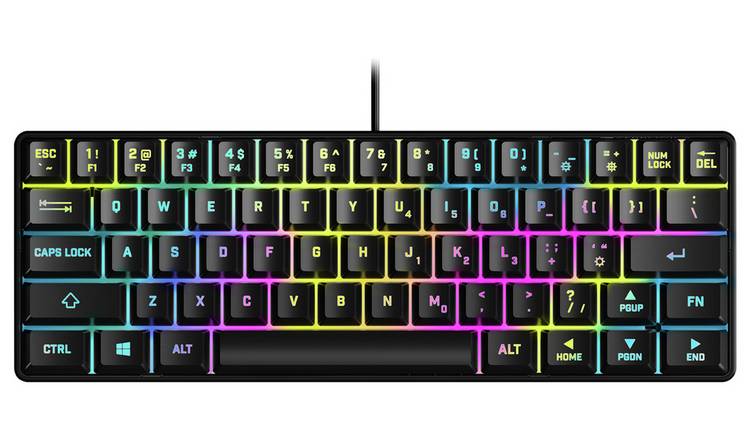 ESC 1! 2@ 3# 4$ 5% 6^ 7& 8* 9( 0) - _ = + NUM LOCK DEL
` ~ F1 F2 F3 F4 F5 F6 7 8 9 *
Q W E R T Y U 4 I 5 O 6 P _ { [ } ] | \
CAPS LOCK A S D F G H J 1 K 2 L 3 : ; + ' "
Z X C V B N M 0 < , > . ? / / PGUP FN
CTRL ALT ALT HOME PGDN END